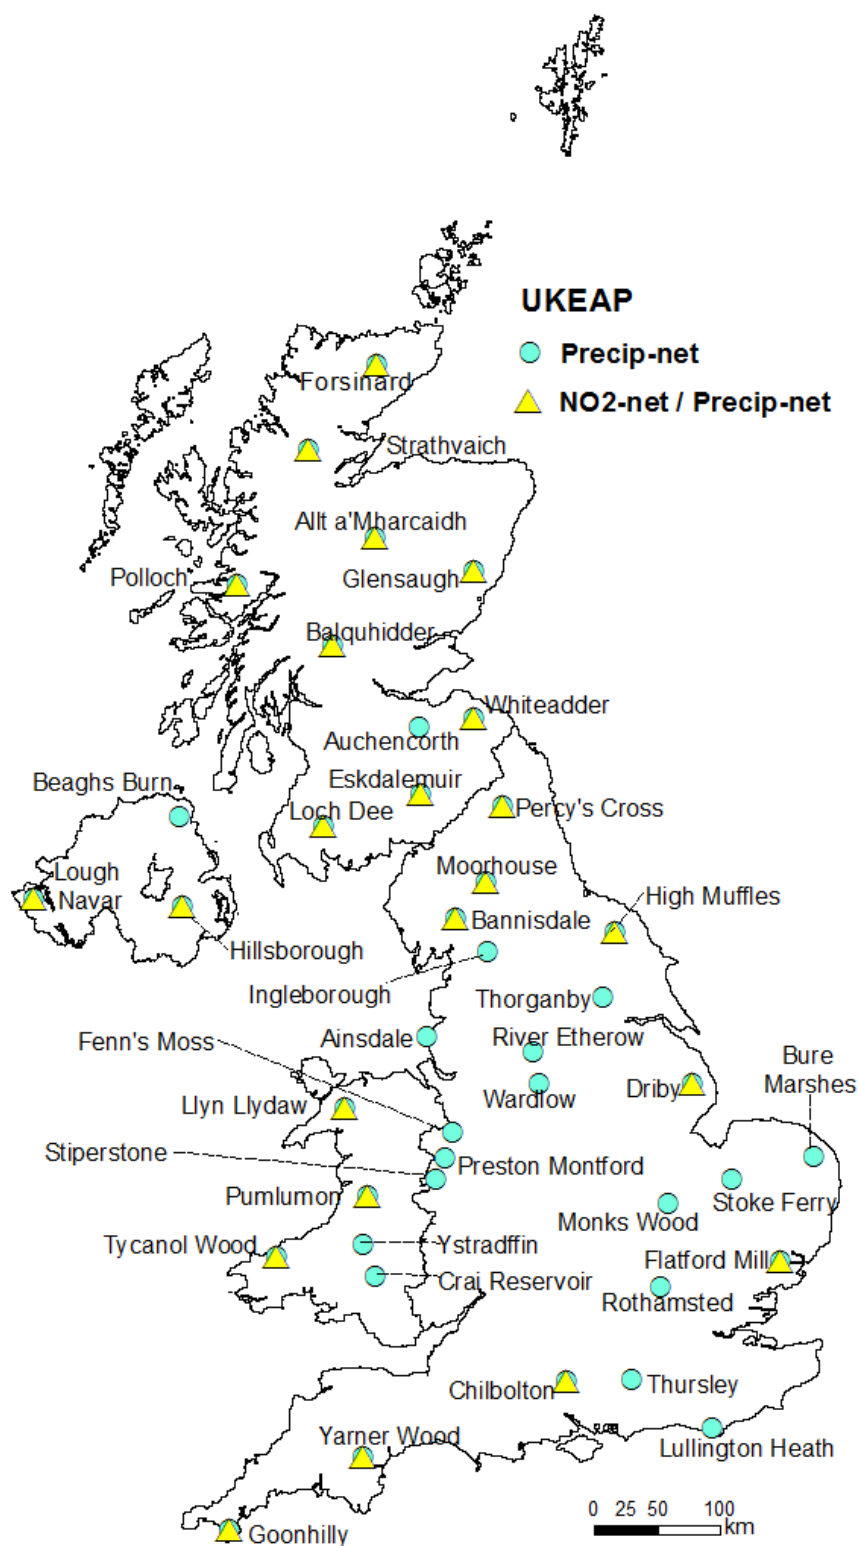 UKEAP
Precip-net
NO2-net / Precip-net
Forsinard
Strathvaich
Allt a'Mharcaidh
Polloch
Glensaugh
Balquhidder
Whiteadder
Auchencorth
Beaghs Burn
Eskdalemuir
Loch Dee
Percy's Cross
Moorhouse
Lough
Navar
High Muffles
Bannisdale
Hillsborough
Ingleborough
Thorganby
Fenn's Moss
Ainsdale
River Etherow
Bure
Marshes
Llyn Llydaw
Wardlow
Driby
Stiperstone
Preston Montford
Pumlumon
Stoke Ferry
Monks Wood
Tycanol Wood
Ystradffin
Flatford Mill
Crai Reservoir
Rothamsted
Chilbolton
Thursley
Yarner Wood
Lullington Heath
0 25 50 100
km
Goonhilly